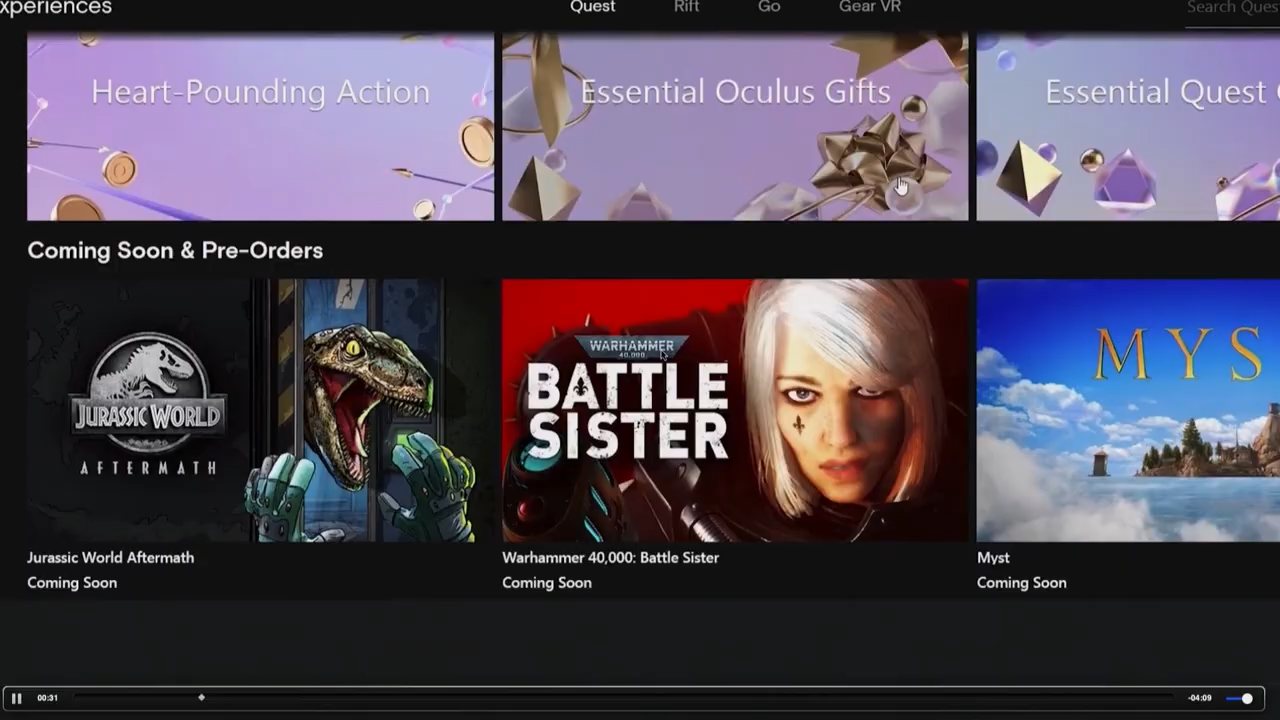 xperiences
Quest
Rift
Go
Gear VR
Search Ques
Heart-Pounding Action
Essential Oculus Gifts
Essential Quest
Coming Soon & Pre-Orders
JURASSIC WORLD
AFTERMATH
WARHAMMER
40,000
BATTLE
SISTER
MYS
Jurassic World Aftermath
Coming Soon
Warhammer 40,000: Battle Sister
Coming Soon
Myst
Coming Soon
00:31
-04:09